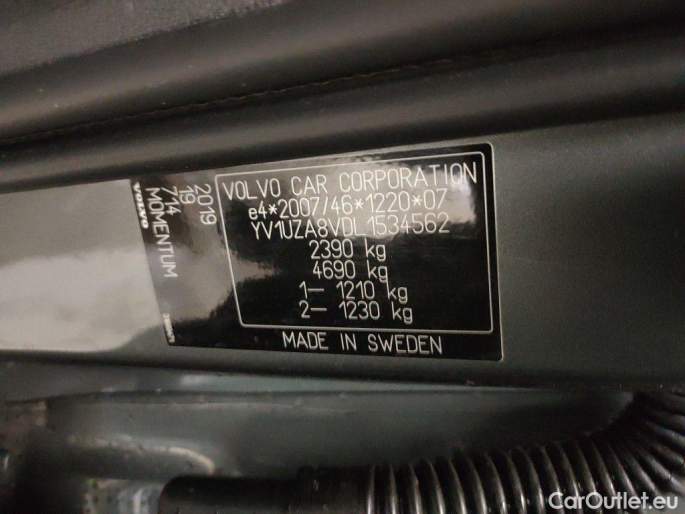 VOLVO CAR CORPORATION
e4*2007/46*1220*07
YV1UZA8VDL1534562
2390 kg
4690 kg
1– 1210 kg
2– 1230 kg
MADE IN SWEDEN
2019
19
714
MOMENTUM
VOLVO
CarOutlet.eu